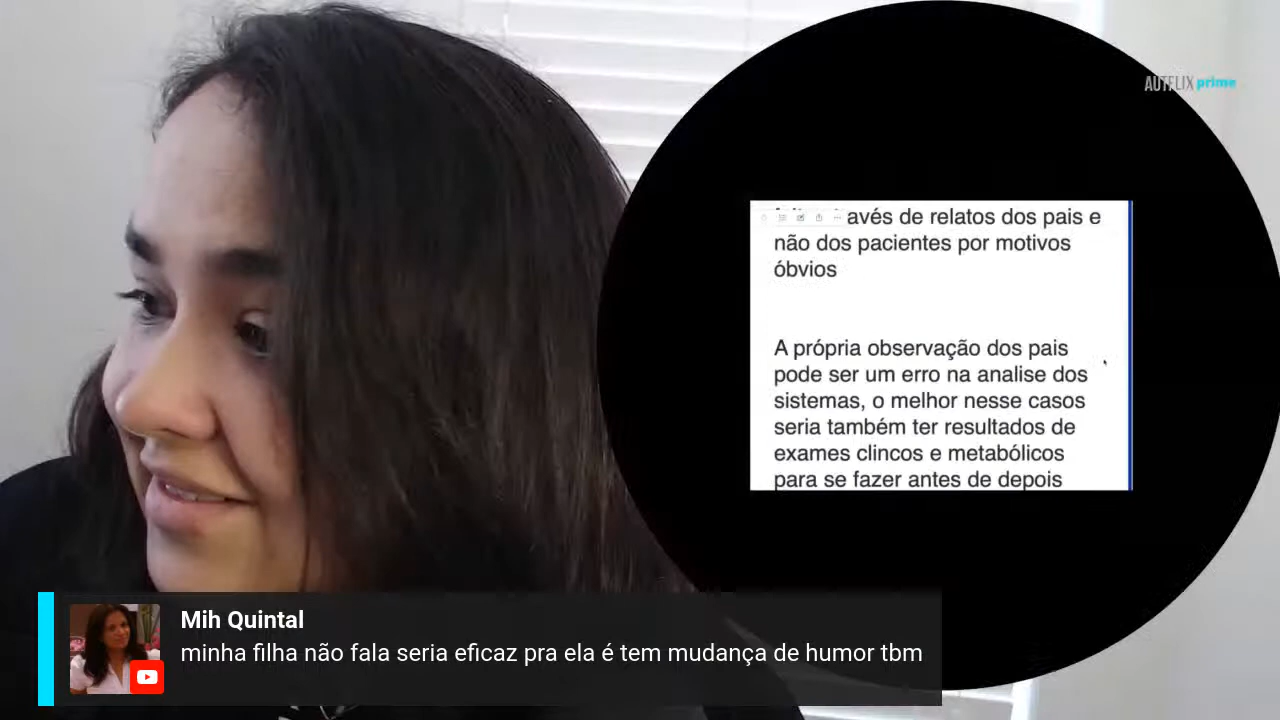 AUTFLIX prime
avés de relatos dos pais e
não dos pacientes por motivos
óbvios
A própria observação dos pais
pode ser um erro na analise dos
sistemas, o melhor nesse casos
seria também ter resultados de
exames clincos e metabólicos
para se fazer antes de depois
Mih Quintal
minha filha não fala seria eficaz pra ela é tem mudança de humor tbm